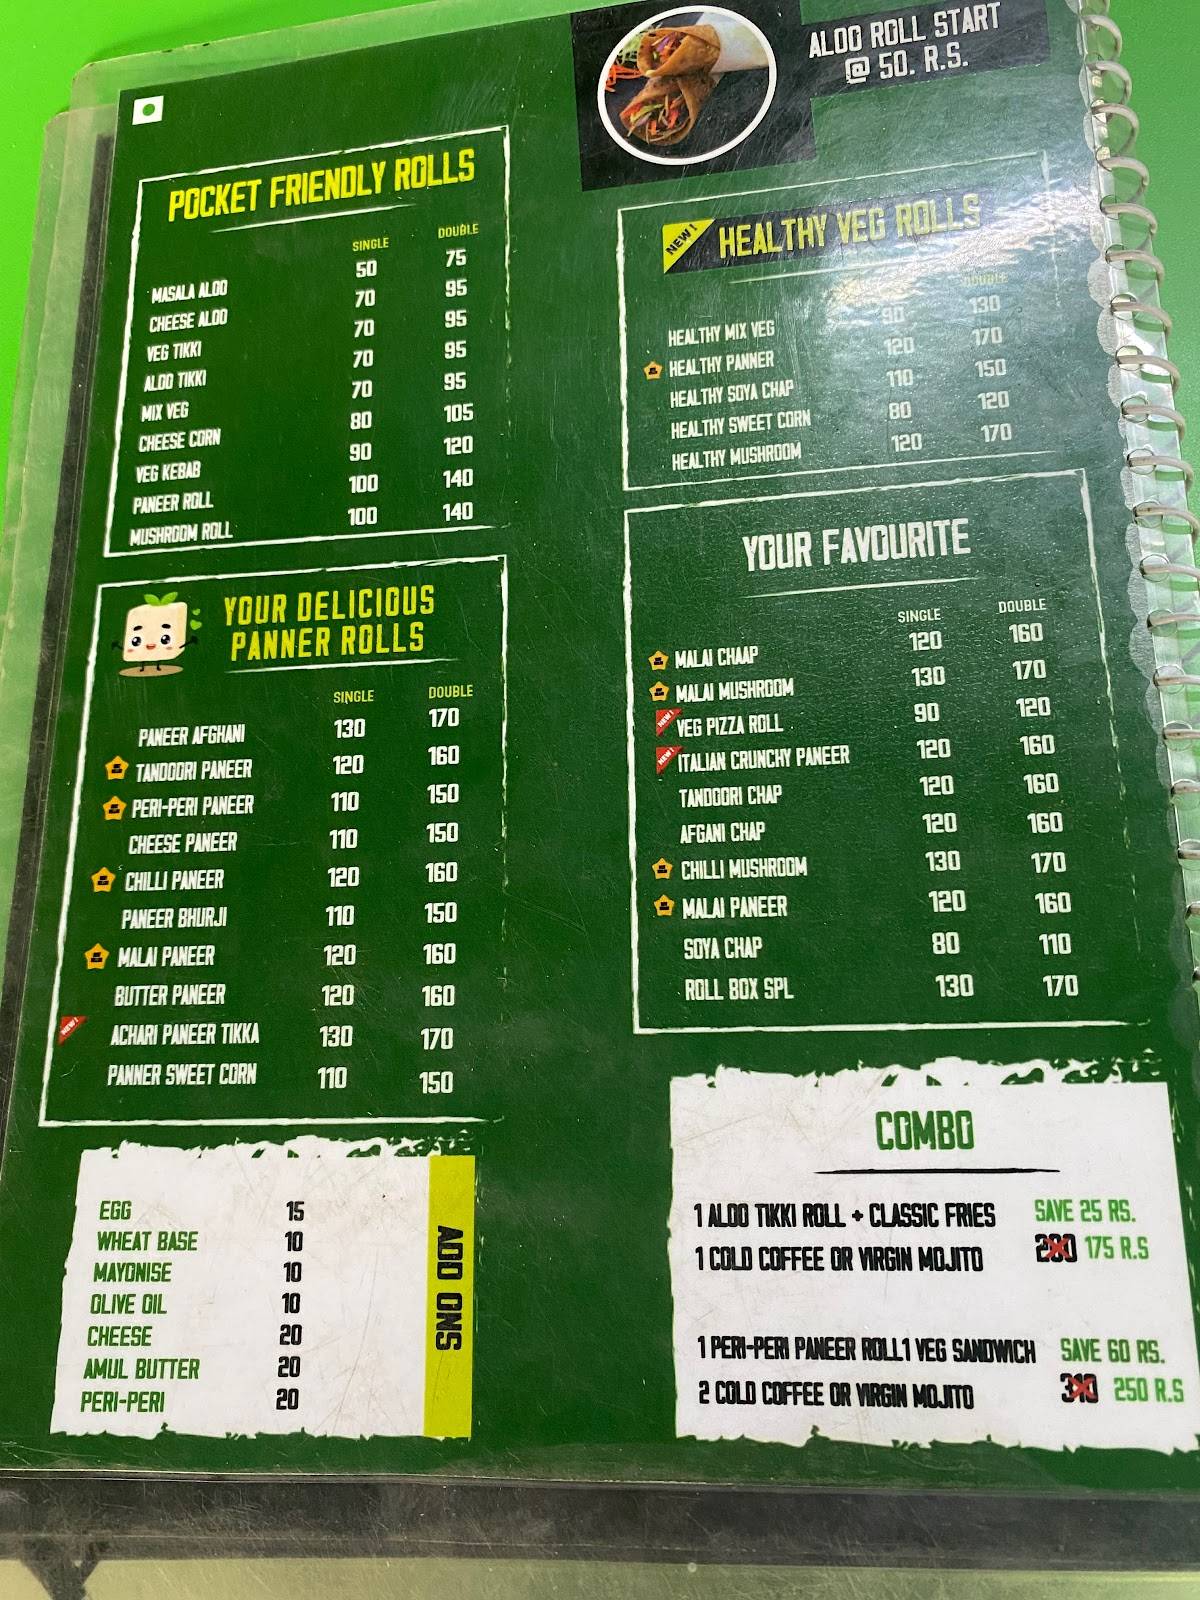 ALOO ROLL START
@ 50. R.S.
POCKET FRIENDLY ROLLS
SINGLE DOUBLE
MASALA ALOO 50 75
CHEESE ALOO 70 95
VEG TIKKI 70 95
ALOO TIKKI 70 95
MIX VEG 70 95
CHEESE CORN 80 105
VEG KEBAB 90 120
PANEER ROLL 100 140
MUSHROOM ROLL 100 140
YOUR DELICIOUS
PANNER ROLLS
SINGLE DOUBLE
PANEER AFGHANI 130 170
TANDOORI PANEER 120 160
PERI-PERI PANEER 110 150
CHEESE PANEER 110 150
CHILLI PANEER 120 160
PANEER BHURJI 110 150
MALAI PANEER 120 160
BUTTER PANEER 120 160
NEW! ACHARI PANEER TIKKA 130 170
PANNER SWEET CORN 110 150
ADD ONS
EGG 15
WHEAT BASE 10
MAYONISE 10
OLIVE OIL 10
CHEESE 20
AMUL BUTTER 20
PERI-PERI 20
NEW! HEALTHY VEG ROLLS
DOUBLE
HEALTHY MIX VEG 90 130
HEALTHY PANNER 120 170
HEALTHY SOYA CHAP 110 150
HEALTHY SWEET CORN 80 120
HEALTHY MUSHROOM 120 170
YOUR FAVOURITE
SINGLE DOUBLE
MALAI CHAAP 120 160
MALAI MUSHROOM 130 170
NEW! VEG PIZZA ROLL 90 120
NEW! ITALIAN CRUNCHY PANEER 120 160
TANDOORI CHAP 120 160
AFGANI CHAP 120 160
CHILLI MUSHROOM 130 170
MALAI PANEER 120 160
SOYA CHAP 80 110
ROLL BOX SPL 130 170
COMBO
1 ALOO TIKKI ROLL + CLASSIC FRIES SAVE 25 RS.
1 COLD COFFEE OR VIRGIN MOJITO 200 175 R.S
1 PERI-PERI PANEER ROLL1 VEG SANDWICH SAVE 60 RS.
2 COLD COFFEE OR VIRGIN MOJITO 310 250 R.S